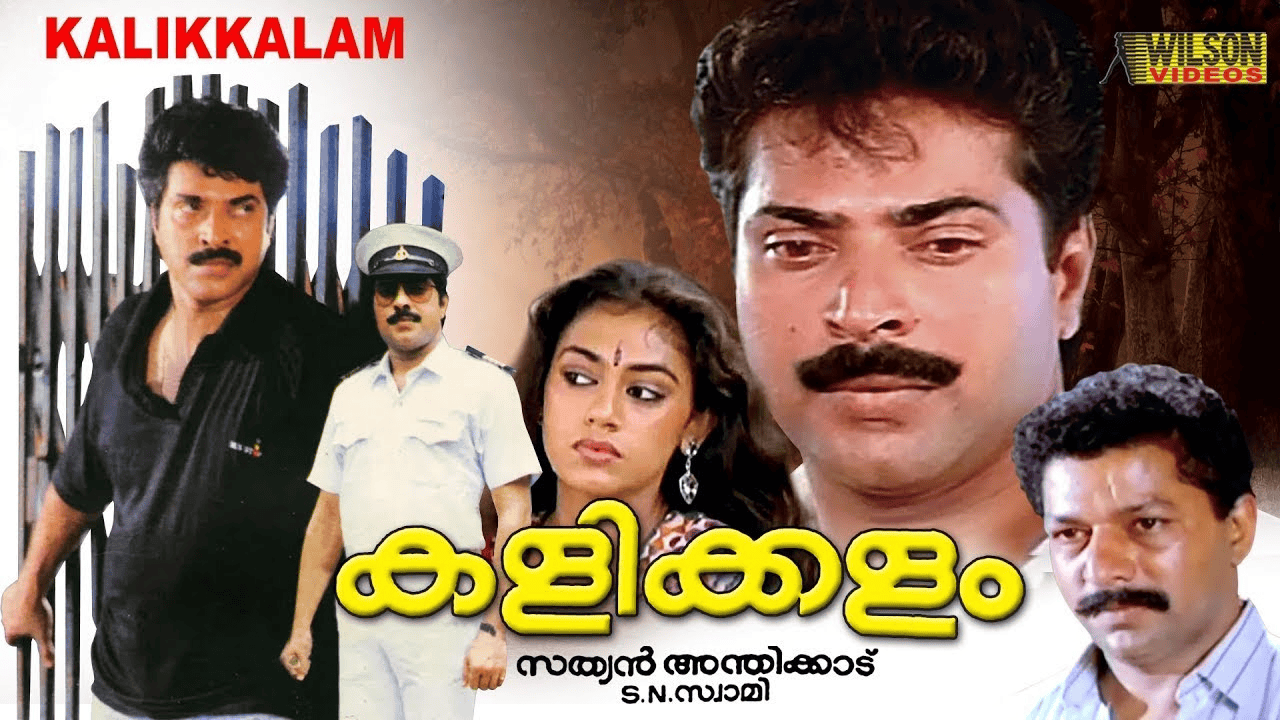 KALIKKALAM
WILSON
VIDEOS
കളിക്കളം
സത്യൻ അന്തിക്കാട്
S.N.സ്വാമി